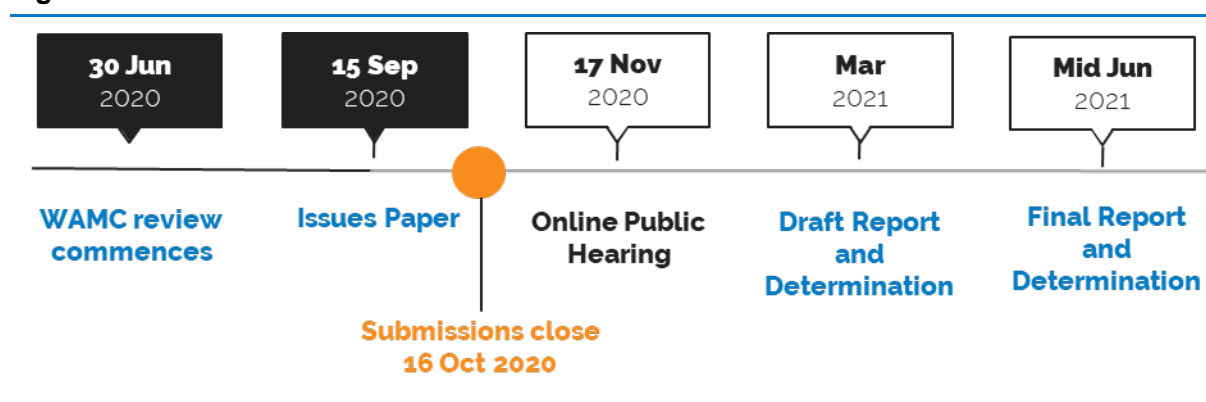 30 Jun
2020
15 Sep
2020
17 Nov
2020
Mar
2021
Mid Jun
2021
WAMC review
commences
Issues Paper
Online Public
Hearing
Draft Report
and
Determination
Final Report
and
Determination
Submissions close
16 Oct 2020